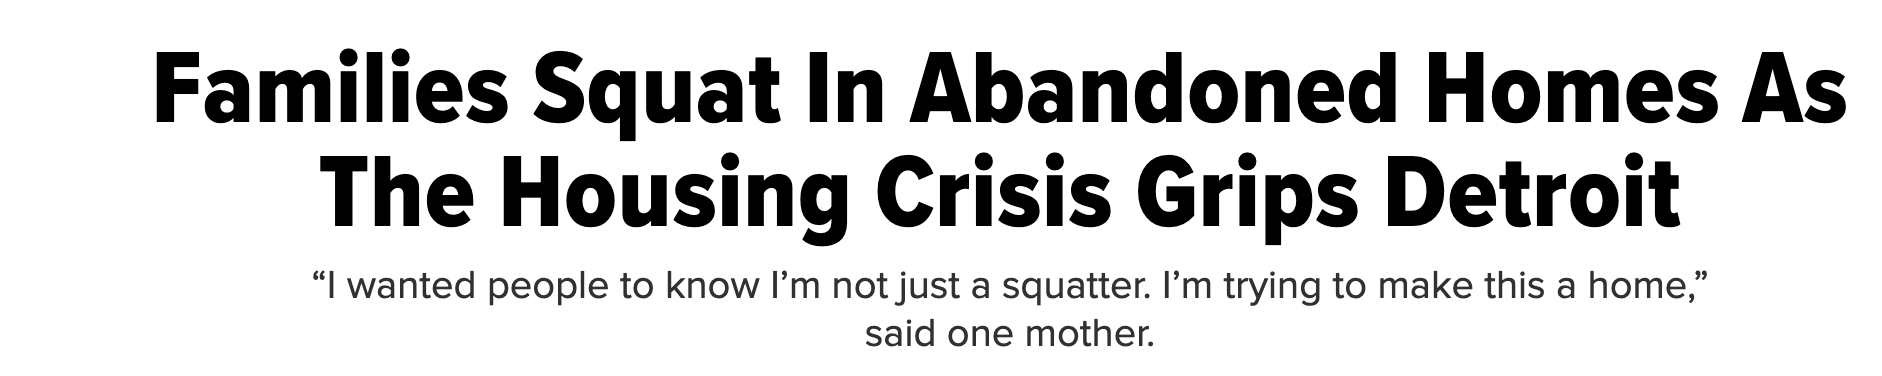 Families Squat In Abandoned Homes As
The Housing Crisis Grips Detroit
“I wanted people to know I’m not just a squatter. I’m trying to make this a home,”
said one mother.